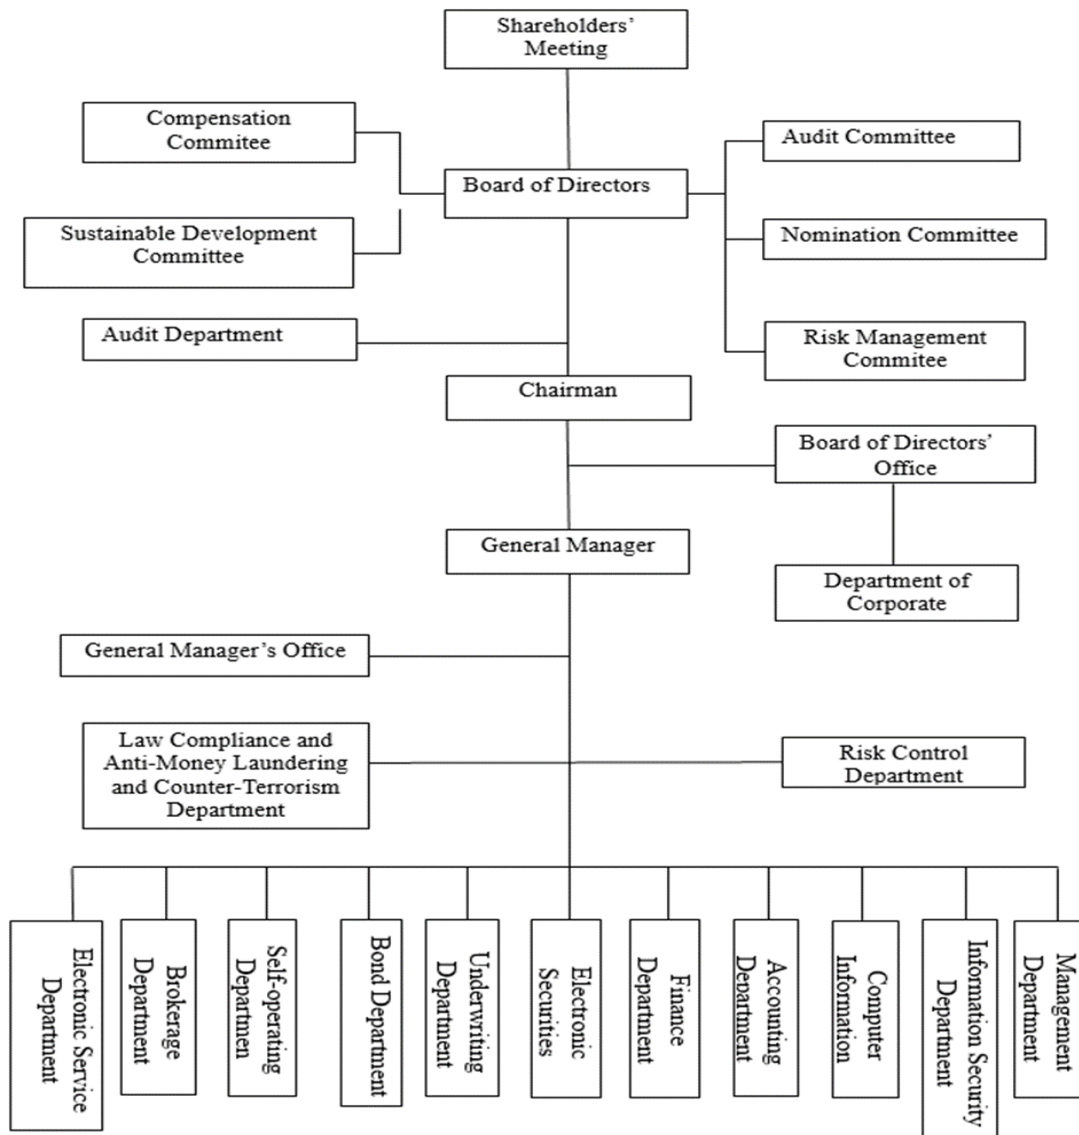 Shareholders’
Meeting
Compensation
Commitee
Audit Committee
Board of Directors
Sustainable Development
Committee
Nomination Committee
Audit Department
Risk Management
Commitee
Chairman
Board of Directors’
Office
General Manager
Department of
Corporate
General Manager’s Office
Law Compliance and
Anti-Money Laundering
and Counter-Terrorism
Department
Risk Control
Department
Electronic Service
Department
Brokerage
Department
Self-operating
Departmen
Bond Department
Underwriting
Department
Electronic
Securities
Finance
Department
Accounting
Department
Computer
Information
Information Security
Department
Management
Department